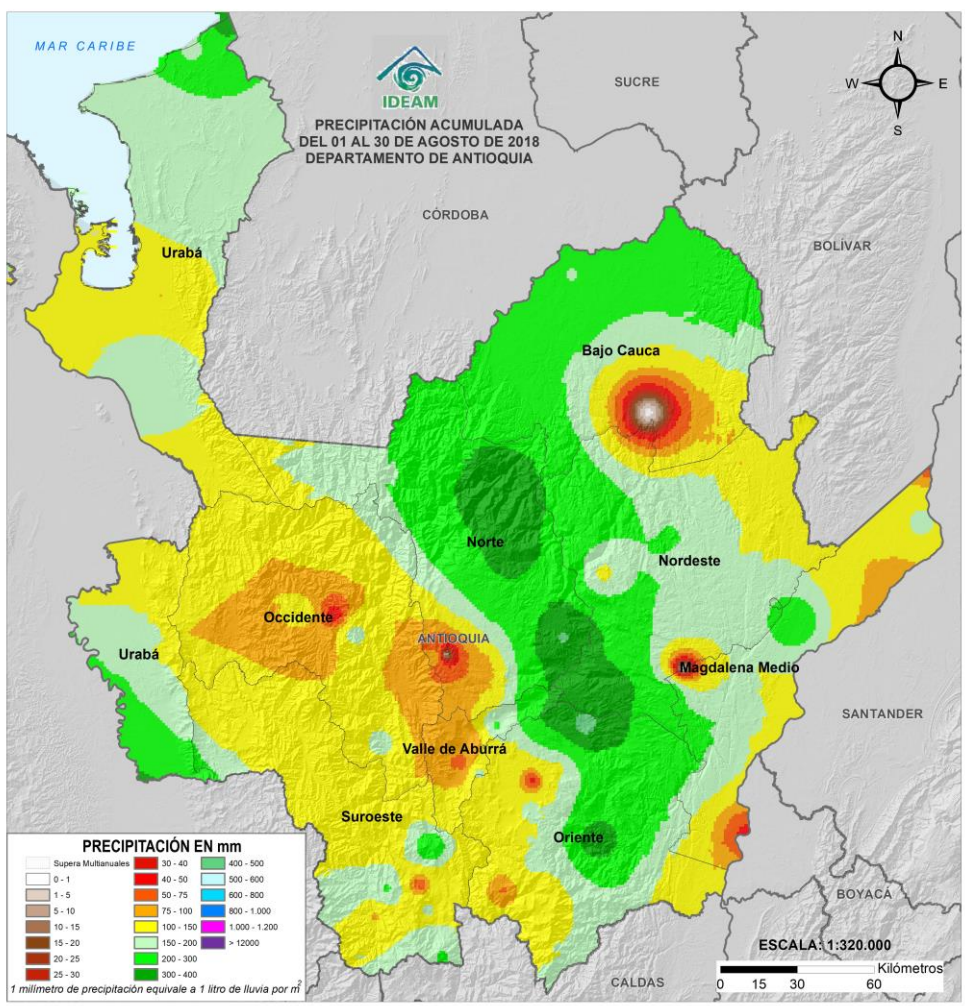 MAR CARIBE
N
W
E
S
SUCRE
IDEAM
PRECIPITACIÓN ACUMULADA
DEL 01 AL 30 DE AGOSTO DE 2018
DEPARTAMENTO DE ANTIOQUIA
CÓRDOBA
BOLÍVAR
Urabá
Bajo Cauca
Norte
Nordeste
Occidente
ANTIOQUIA
Urabá
Magdalena Medio
SANTANDER
Valle de Aburrá
Suroeste
Oriente
BOYACÁ
CALDAS
PRECIPITACIÓN EN mm
Supera Multianuales
0 - 1
1 - 5
5 - 10
10 - 15
15 - 20
20 - 25
25 - 30
30 - 40
40 - 50
50 - 75
75 - 100
100 - 150
150 - 200
200 - 300
300 - 400
400 - 500
500 - 600
600 - 800
800 - 1.000
1.000 - 1.200
> 12000
1 milímetro de precipitación equivale a 1 litro de lluvia por m²
ESCALA: 1:320.000
Kilómetros
0 15 30 60